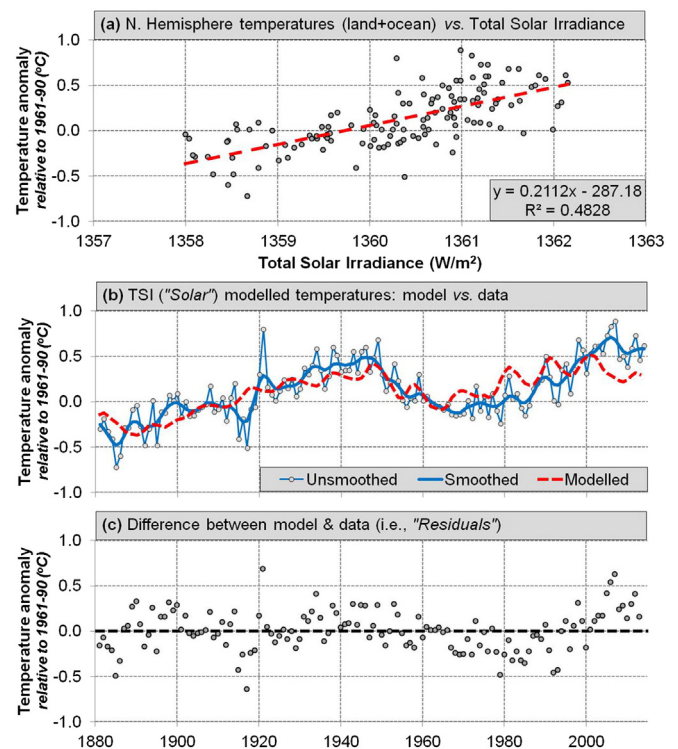 (a) N. Hemisphere temperatures (land+ocean) vs. Total Solar Irradiance
Temperature anomaly
relative to 1961-90 (ºC)
1.0
0.5
0.0
-0.5
-1.0
y = 0.2112x - 287.18
R² = 0.4828
1357 1358 1359 1360 1361 1362 1363
Total Solar Irradiance (W/m²)
(b) TSI ("Solar") modelled temperatures: model vs. data
Temperature anomaly
relative to 1961-90 (ºC)
1.0
0.5
0.0
-0.5
-1.0
Unsmoothed Smoothed Modelled
(c) Difference between model & data (i.e., "Residuals")
Temperature anomaly
relative to 1961-90 (ºC)
1.0
0.5
0.0
-0.5
-1.0
1880 1900 1920 1940 1960 1980 2000